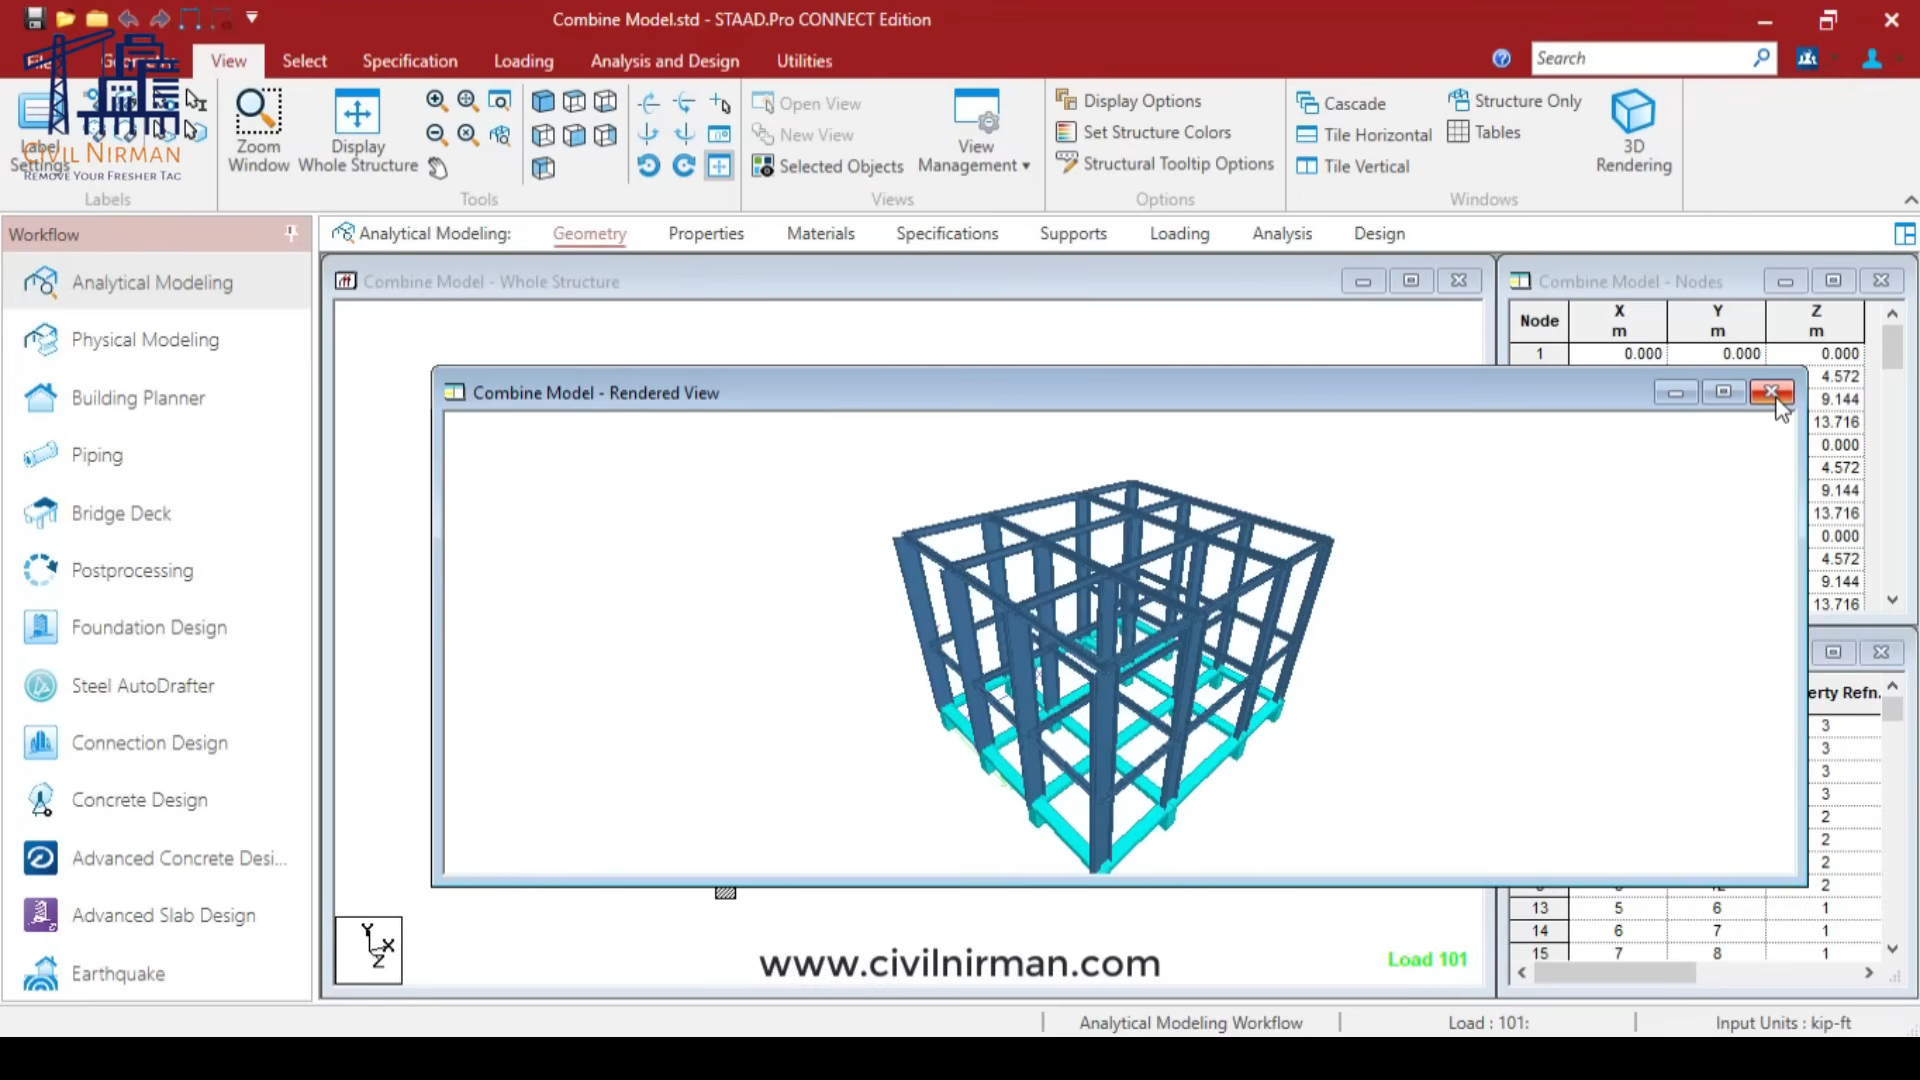 Combine Model.std - STAAD.Pro CONNECT Edition
View Select Specification Loading Analysis and Design Utilities
Search
Label Settings
CIVIL NIRMAN
REMOVE YOUR FRESHER TAC
Labels
Zoom Window
Display Whole Structure
Tools
Open View
New View
Selected Objects
View Management
Views
Display Options
Set Structure Colors
Structural Tooltip Options
Options
Cascade
Tile Horizontal
Tile Vertical
Structure Only
Tables
Windows
3D Rendering
Workflow
Analytical Modeling: Geometry Properties Materials Specifications Supports Loading Analysis Design
Analytical Modeling
Physical Modeling
Building Planner
Piping
Bridge Deck
Postprocessing
Foundation Design
Steel AutoDrafter
Connection Design
Concrete Design
Advanced Concrete Desi...
Advanced Slab Design
Earthquake
Combine Model - Whole Structure
Combine Model - Rendered View
Combine Model - Nodes
Node X m Y m Z m
1 0.000 0.000 0.000
4.572
9.144
13.716
0.000
4.572
9.144
13.716
0.000
4.572
9.144
13.716
erty Refn.
3
3
3
3
2
2
2
2
13 5 6 1
14 6 7 1
15 7 8 1
Y
X
Z
www.civilnirman.com
Load 101
Analytical Modeling Workflow
Load : 101:
Input Units : kip-ft